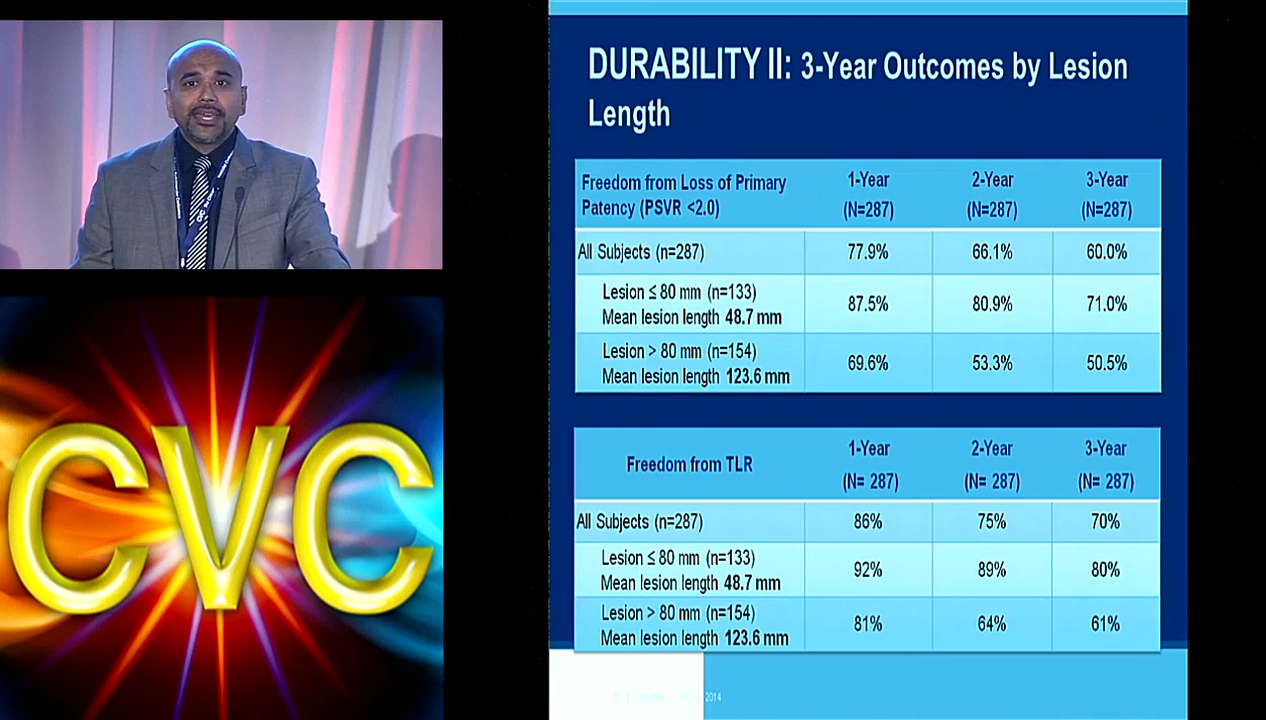 DURABILITY II: 3-Year Outcomes by Lesion
Length
Freedom from Loss of Primary
Patency (PSVR <2.0)
1-Year
(N=287)
2-Year
(N=287)
3-Year
(N=287)
All Subjects (n=287)
77.9%
66.1%
60.0%
Lesion ≤ 80 mm (n=133)
Mean lesion length 48.7 mm
87.5%
80.9%
71.0%
Lesion > 80 mm (n=154)
Mean lesion length 123.6 mm
69.6%
53.3%
50.5%
Freedom from TLR
1-Year
(N= 287)
2-Year
(N= 287)
3-Year
(N= 287)
All Subjects (n=287)
86%
75%
70%
Lesion ≤ 80 mm (n=133)
Mean lesion length 48.7 mm
92%
89%
80%
Lesion > 80 mm (n=154)
Mean lesion length 123.6 mm
81%
64%
61%
2014
CVC